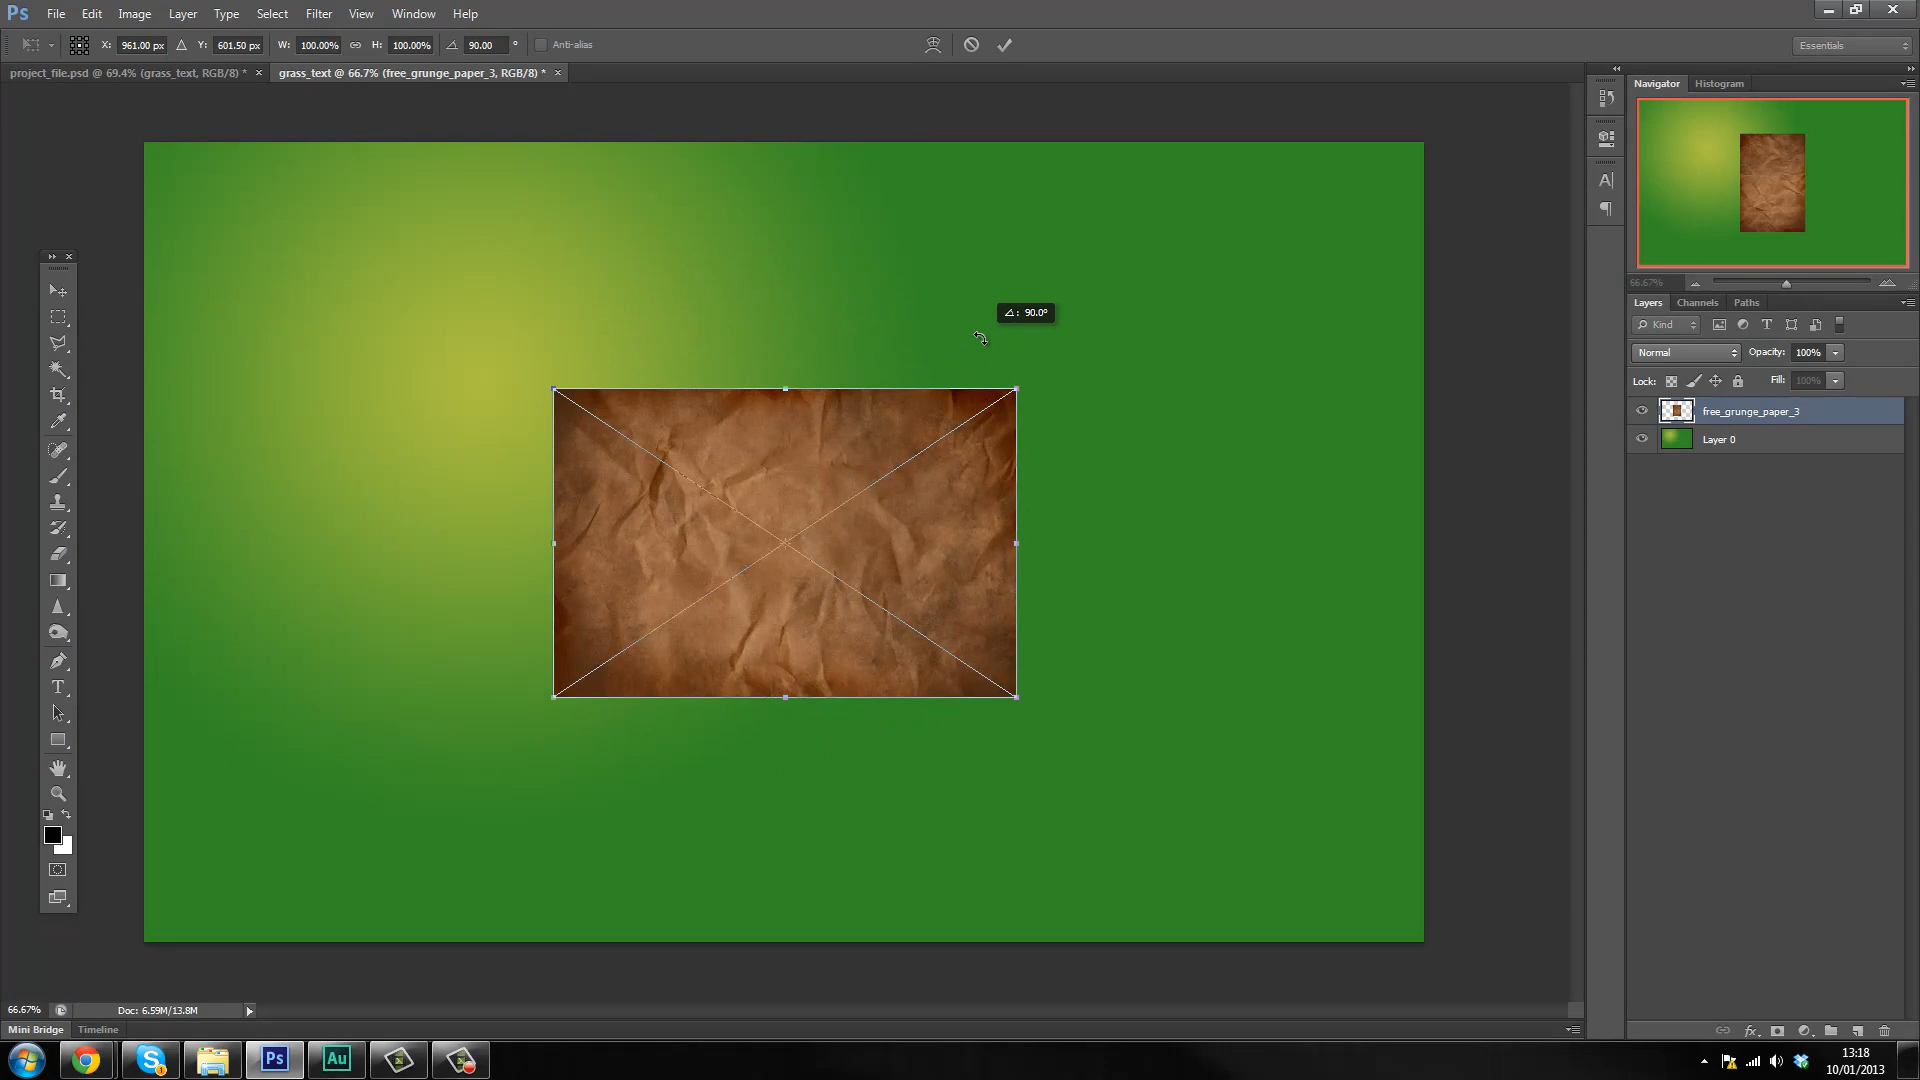 Ps File Edit Image Layer Type Select Filter View Window Help
X: 961.00 px Y: 601.50 px W: 100.00% H: 100.00% 90.00 ° Anti-alias Essentials
project_file.psd @ 69.4% (grass_text, RGB/8) * × grass_text @ 66.7% (free_grunge_paper_3, RGB/8) * ×
Navigator Histogram
66.67%
Layers Channels Paths
Kind
Normal Opacity: 100%
Lock: Fill: 100%
free_grunge_paper_3
Layer 0
: 90.0°
66.67% Doc: 6.59M/13.8M
Mini Bridge Timeline
Ps Au
13:18
10/01/2013